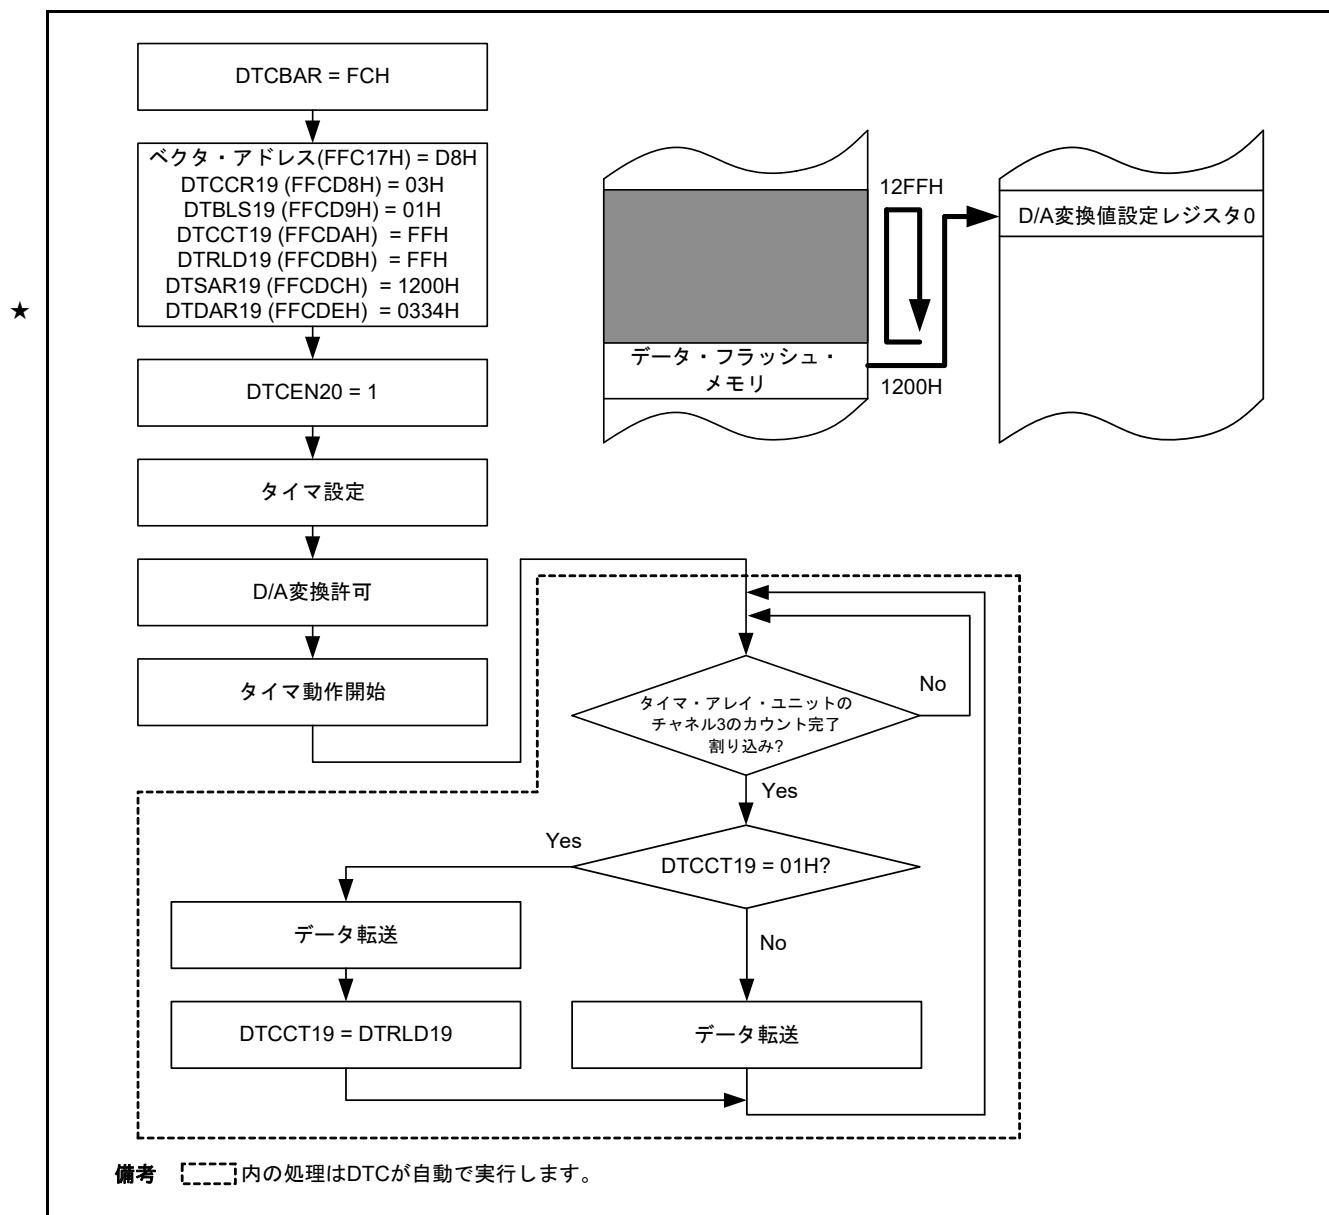 DTCBAR = FCH
ベクタ・アドレス(FFC17H) = D8H
DTCCR19 (FFCD8H) = 03H
DTBLS19 (FFCD9H) = 01H
DTCCT19 (FFCDAH) = FFH
DTRLD19 (FFCDBH) = FFH
DTSAR19 (FFCDCH) = 1200H
DTDAR19 (FFCDEH) = 0334H
★
DTCEN20 = 1
タイマ設定
D/A変換許可
タイマ動作開始
12FFH
D/A変換値設定レジスタ0
データ・フラッシュ・
メモリ
1200H
タイマ・アレイ・ユニットの
チャネル3のカウント完了
割り込み?
No
Yes
DTCCT19 = 01H?
Yes
No
データ転送
DTCCT19 = DTRLD19
データ転送
備考 内の処理はDTCが自動で実行します。